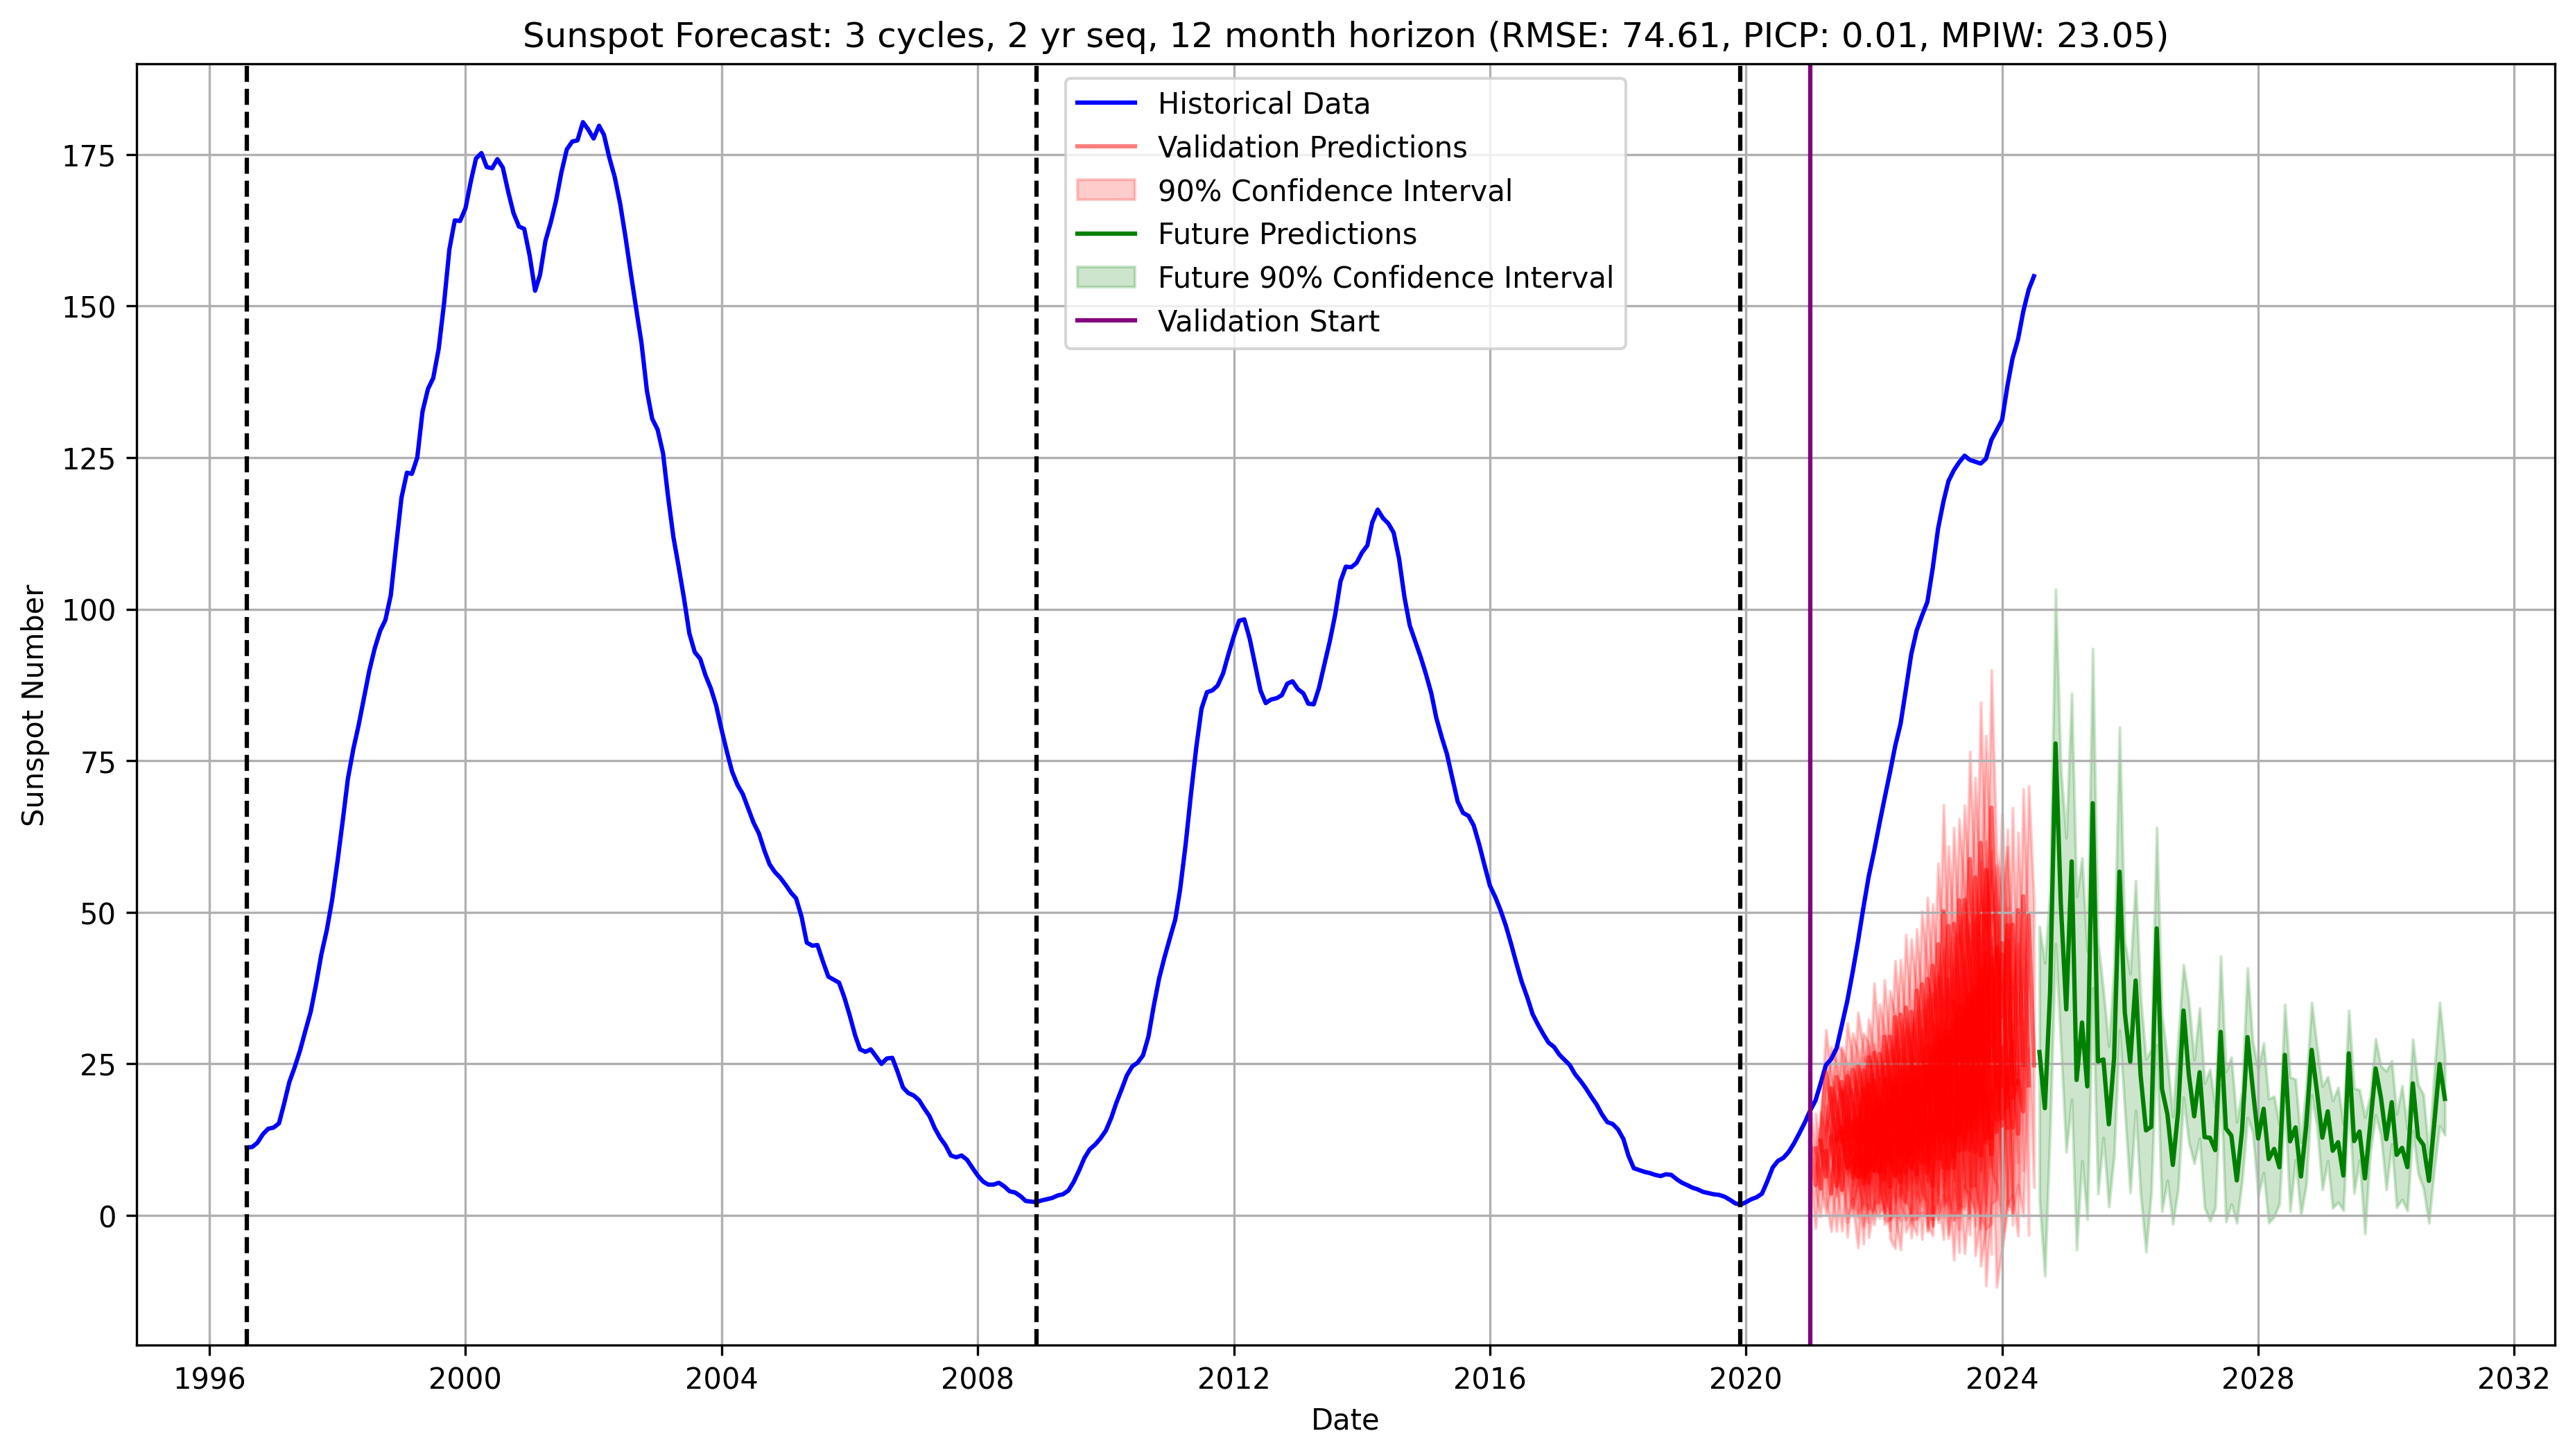 Sunspot Forecast: 3 cycles, 2 yr seq, 12 month horizon (RMSE: 74.61, PICP: 0.01, MPIW: 23.05)
Historical Data
Validation Predictions
90% Confidence Interval
Future Predictions
Future 90% Confidence Interval
Validation Start
Sunspot Number
175
150
125
100
75
50
25
0
1996 2000 2004 2008 2012 2016 2020 2024 2028 2032
Date